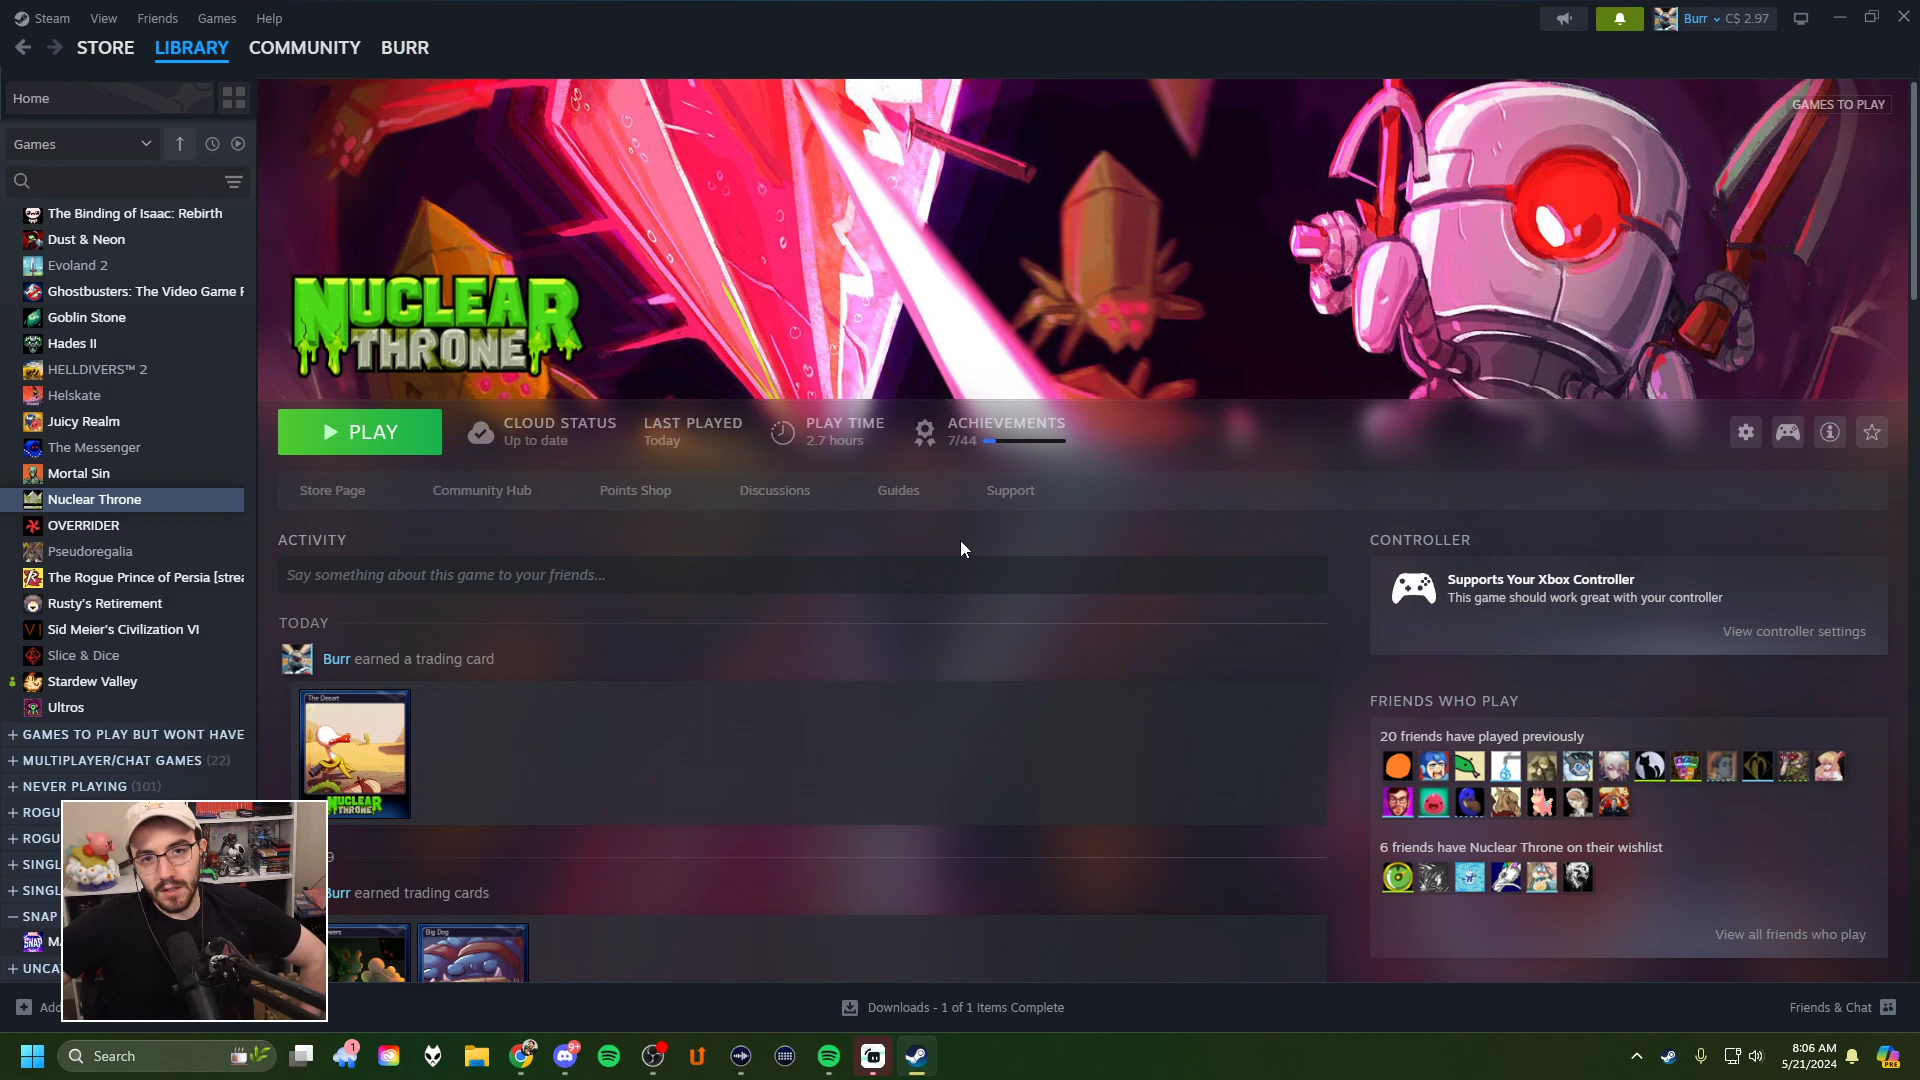 Steam View Friends Games Help
Burr C$ 2.97
STORE LIBRARY COMMUNITY BURR
Home
GAMES TO PLAY
Games
The Binding of Isaac: Rebirth
Dust & Neon
Evoland 2
Ghostbusters: The Video Game
Goblin Stone
Hades II
HELLDIVERS™ 2
Helskate
Juicy Realm
The Messenger
Mortal Sin
Nuclear Throne
OVERRIDER
Pseudoregalia
The Rogue Prince of Persia [strea
Rusty's Retirement
Sid Meier's Civilization VI
Slice & Dice
Stardew Valley
Ultros
+ GAMES TO PLAY BUT WONT HAVE
+ MULTIPLAYER/CHAT GAMES (22)
+ NEVER PLAYING (101)
+ ROGU
+ ROGU
+ SINGL
+ SINGL
− SNAP
SNAP
+ UNCA
NUCLEAR
THRONE
PLAY
CLOUD STATUS
Up to date
LAST PLAYED
Today
PLAY TIME
2.7 hours
ACHIEVEMENTS
7/44
Store Page Community Hub Points Shop Discussions Guides Support
ACTIVITY
Say something about this game to your friends...
TODAY
Burr earned a trading card
The Desert
NUCLEAR
THRONE
9
Burr earned trading cards
Big Dog
CONTROLLER
Supports Your Xbox Controller
This game should work great with your controller
View controller settings
FRIENDS WHO PLAY
20 friends have played previously
6 friends have Nuclear Throne on their wishlist
View all friends who play
Add
Downloads - 1 of 1 Items Complete
Friends & Chat
Search
1
9+
8:06 AM
5/21/2024
PRE